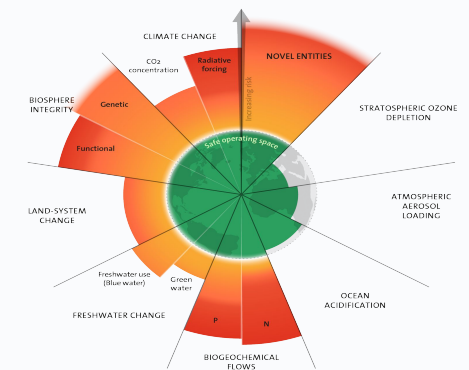 CLIMATE CHANGE
CO2
concentration
Radiative
forcing
NOVEL ENTITIES
Increasing risk
BIOSPHERE
INTEGRITY
Genetic
Functional
STRATOSPHERIC OZONE
DEPLETION
Safe operating space
LAND-SYSTEM
CHANGE
ATMOSPHERIC
AEROSOL
LOADING
Freshwater use
(Blue water)
Green
water
FRESHWATER CHANGE
P
N
OCEAN
ACIDIFICATION
BIOGEOCHEMICAL
FLOWS